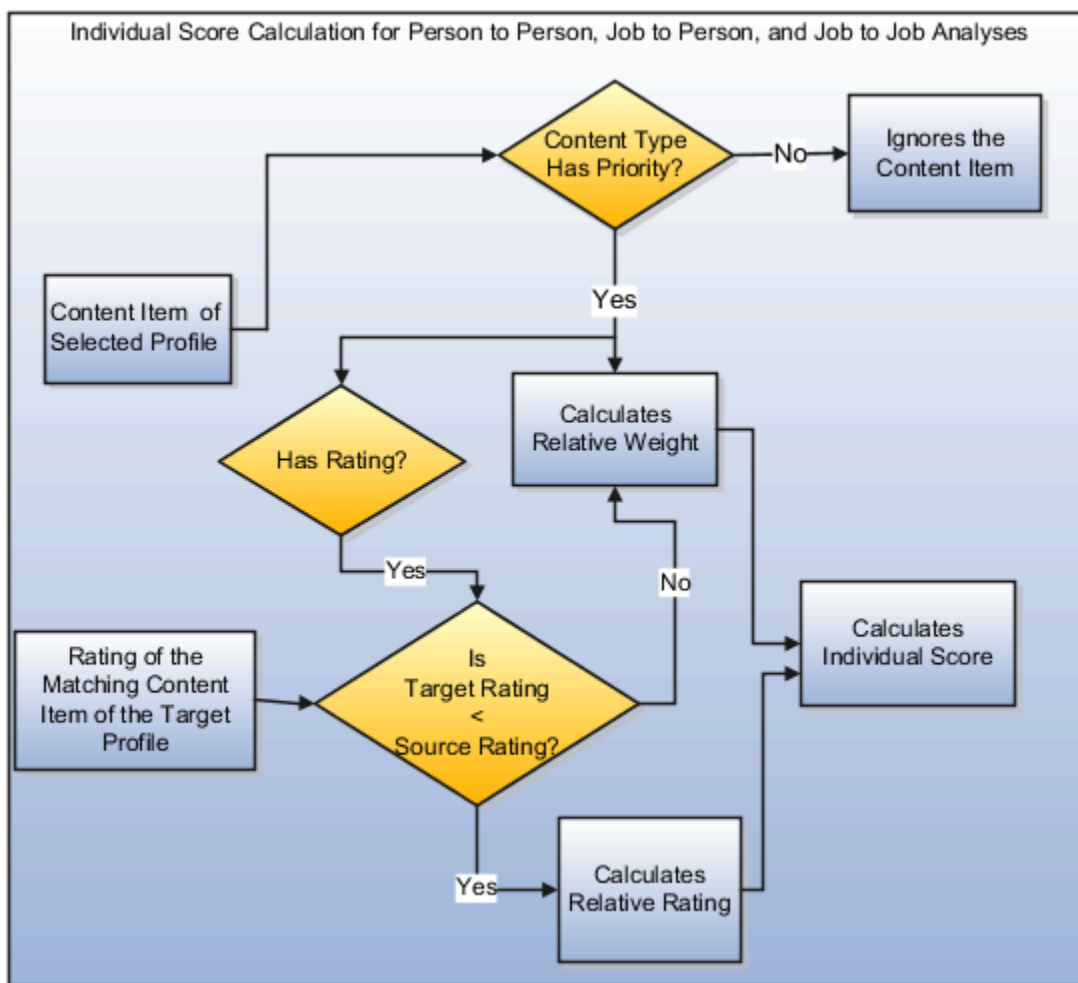 Individual Score Calculation for Person to Person, Job to Person, and Job to Job Analyses
Content Type
Has Priority?
No
Ignores the
Content Item
Content Item of
Selected Profile
Yes
Has Rating?
Calculates
Relative Weight
Yes
No
Rating of the
Matching Content
Item of the Target
Profile
Is
Target Rating
<
Source Rating?
Calculates
Individual Score
Yes
Calculates
Relative Rating